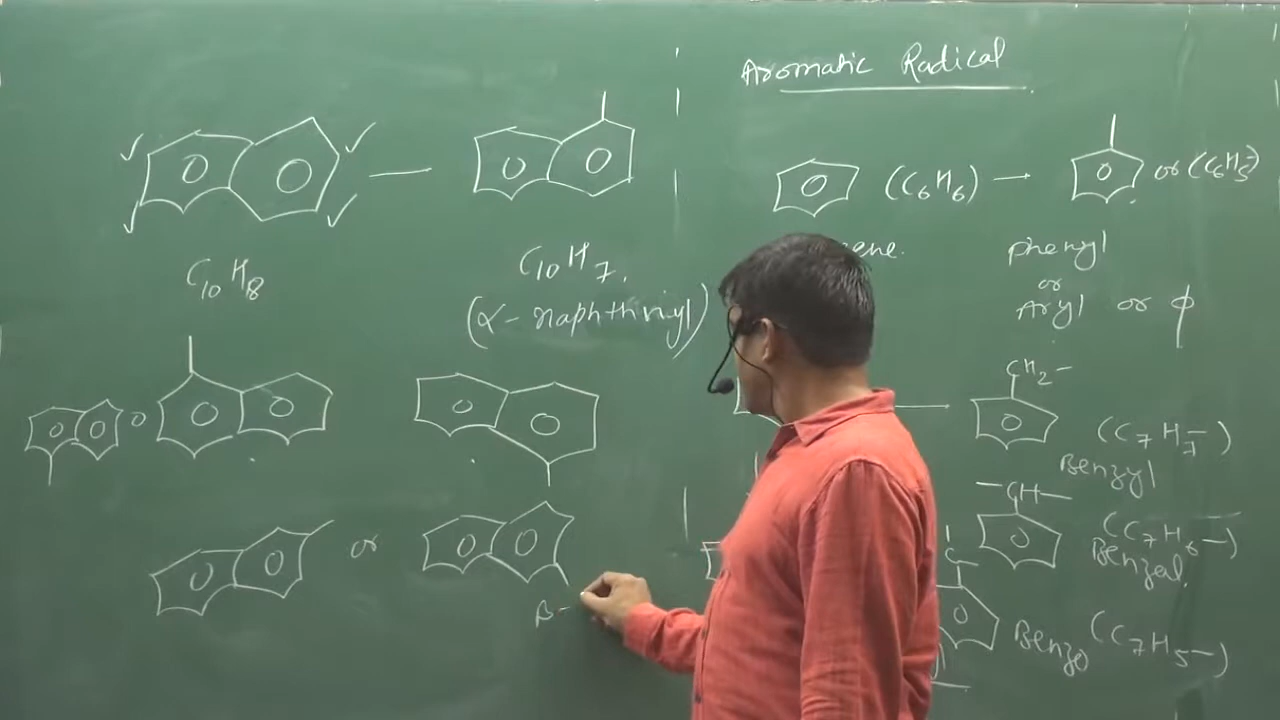 Aromatic Radical
(C6H6) → or (C6H5-)
ene.
phenyl
or
Aryl or ϕ
CH2-
(C7H7-)
Benzyl
-CH-
(C7H6-)
Benzal
C
Benzo (C7H5-)
C10H8
C10H7.
(α-naphthinyl)
or
β-